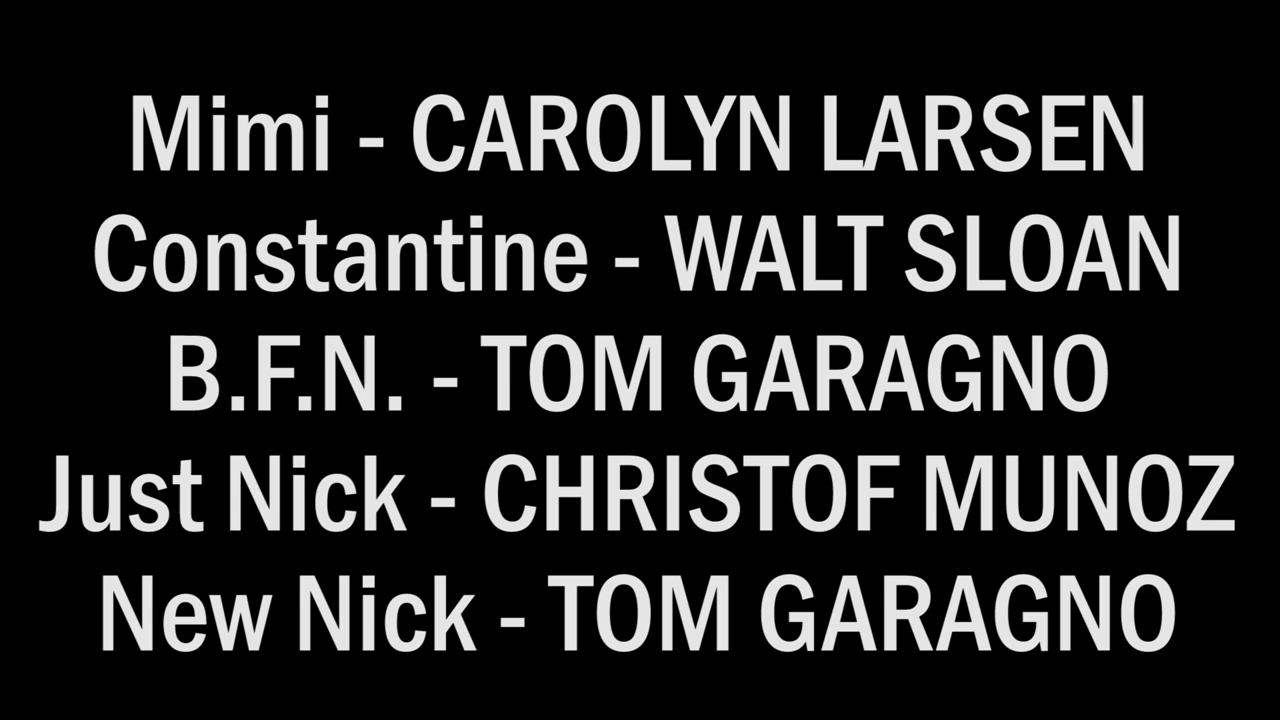 Mimi - CAROLYN LARSEN
Constantine - WALT SLOAN
B.F.N. - TOM GARAGNO
Just Nick - CHRISTOF MUNOZ
New Nick - TOM GARAGNO